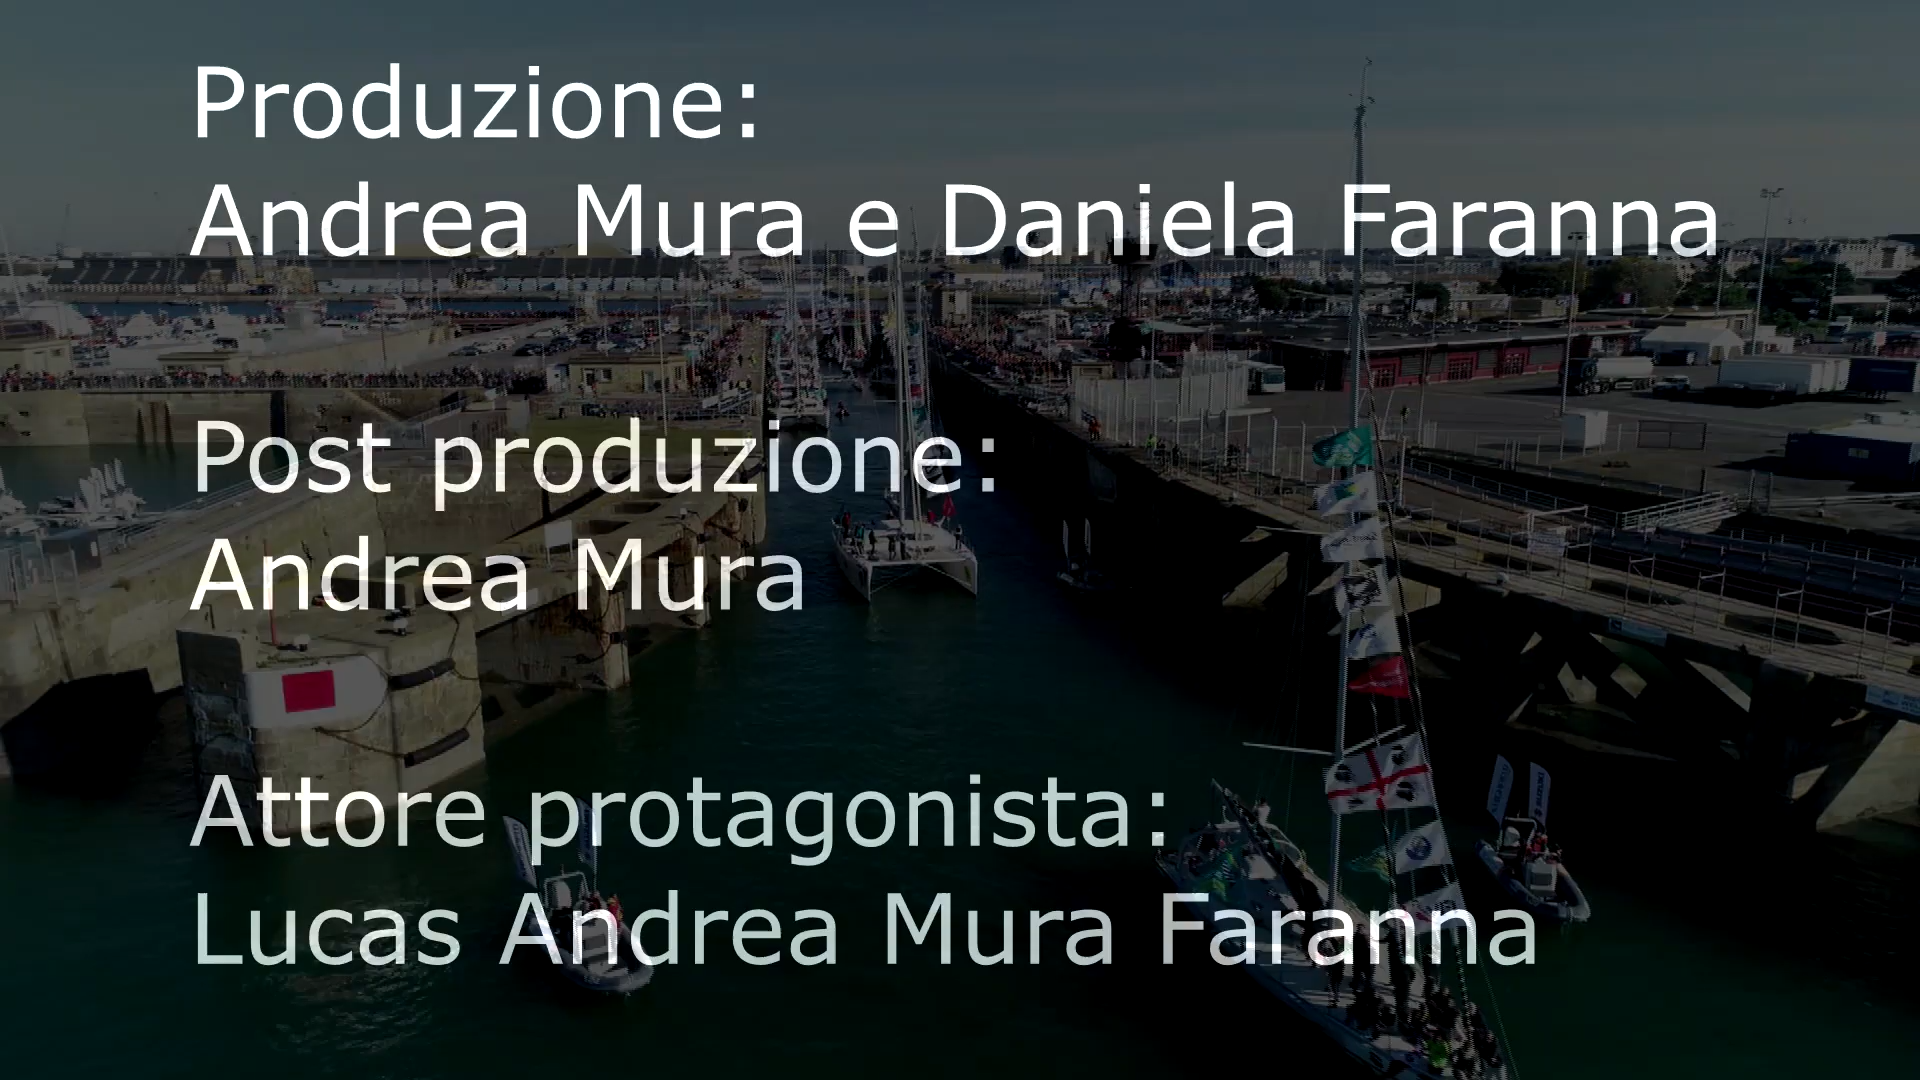 Produzione:
Andrea Mura e Daniela Faranna
Post produzione:
Andrea Mura
Attore protagonista:
Lucas Andrea Mura Faranna